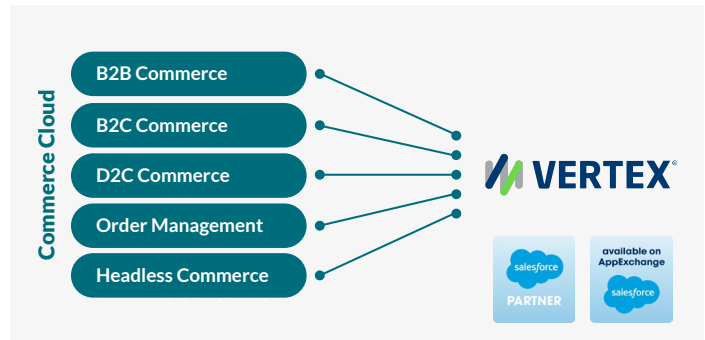 Commerce Cloud
B2B Commerce
B2C Commerce
D2C Commerce
Order Management
Headless Commerce
VERTEX®
salesforce
PARTNER
available on
AppExchange
salesforce